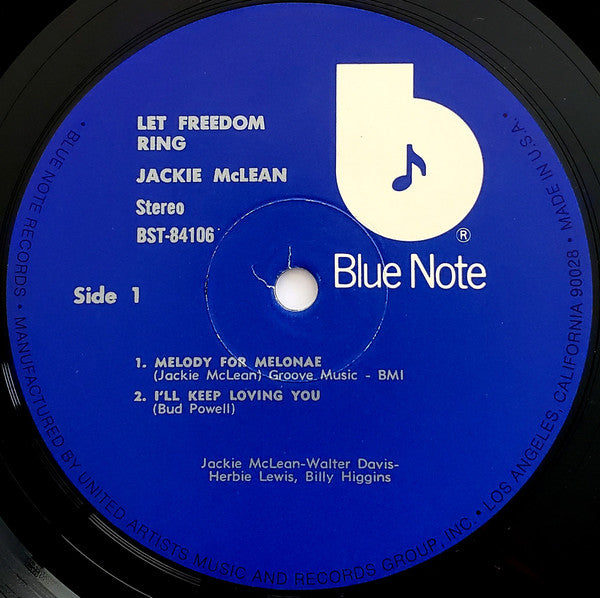 LET FREEDOM
RING
JACKIE McLEAN
Stereo
BST-84106
b
®
Blue Note
Side 1
1. MELODY FOR MELONAE
(Jackie McLean) Groove Music - BMI
2. I'LL KEEP LOVING YOU
(Bud Powell)
Jackie McLean-Walter Davis-
Herbie Lewis, Billy Higgins
• BLUE NOTE RECORDS • MANUFACTURED BY UNITED ARTISTS MUSIC AND RECORDS GROUP, INC. • LOS ANGELES, CALIFORNIA 90028 • MADE IN U.S.A. •